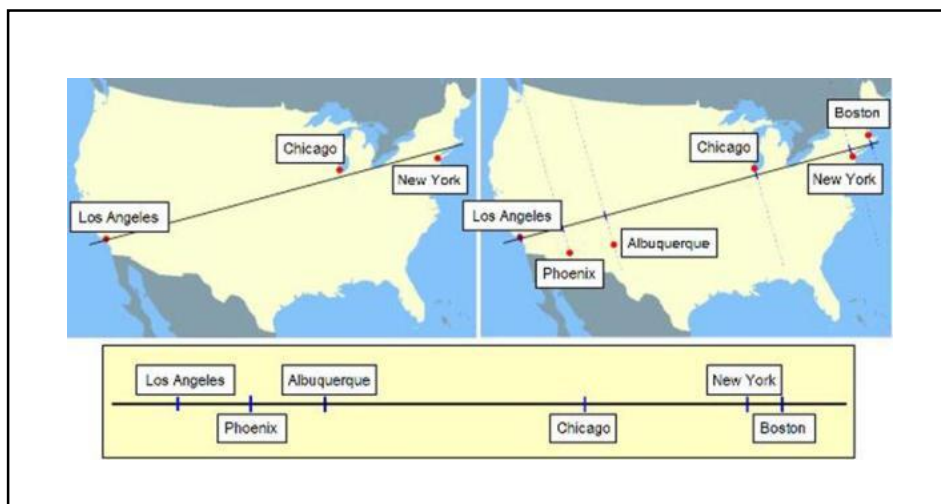 Chicago
New York
Los Angeles
Boston
Chicago
New York
Los Angeles
Albuquerque
Phoenix
Los Angeles
Albuquerque
New York
Phoenix
Chicago
Boston